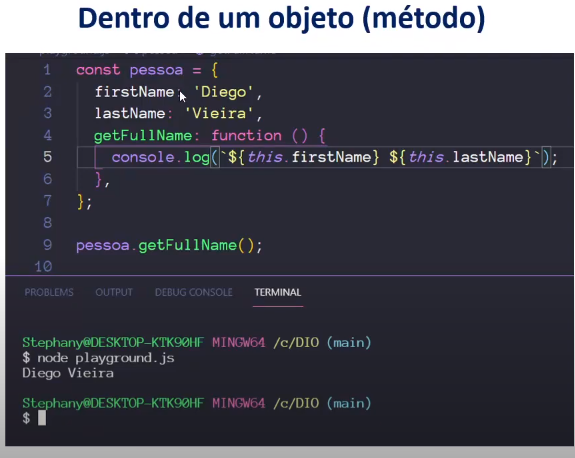 Dentro de um objeto (método)
1 const pessoa = {
2 firstName: 'Diego',
3 lastName: 'Vieira',
4 getFullName: function () {
5 console.log(`${this.firstName} ${this.lastName}`);
6 },
7 };
8
9 pessoa.getFullName();
10
PROBLEMS OUTPUT DEBUG CONSOLE TERMINAL
Stephany@DESKTOP-KTK90HF MINGW64 /c/DIO (main)
$ node playground.js
Diego Vieira
Stephany@DESKTOP-KTK90HF MINGW64 /c/DIO (main)
$